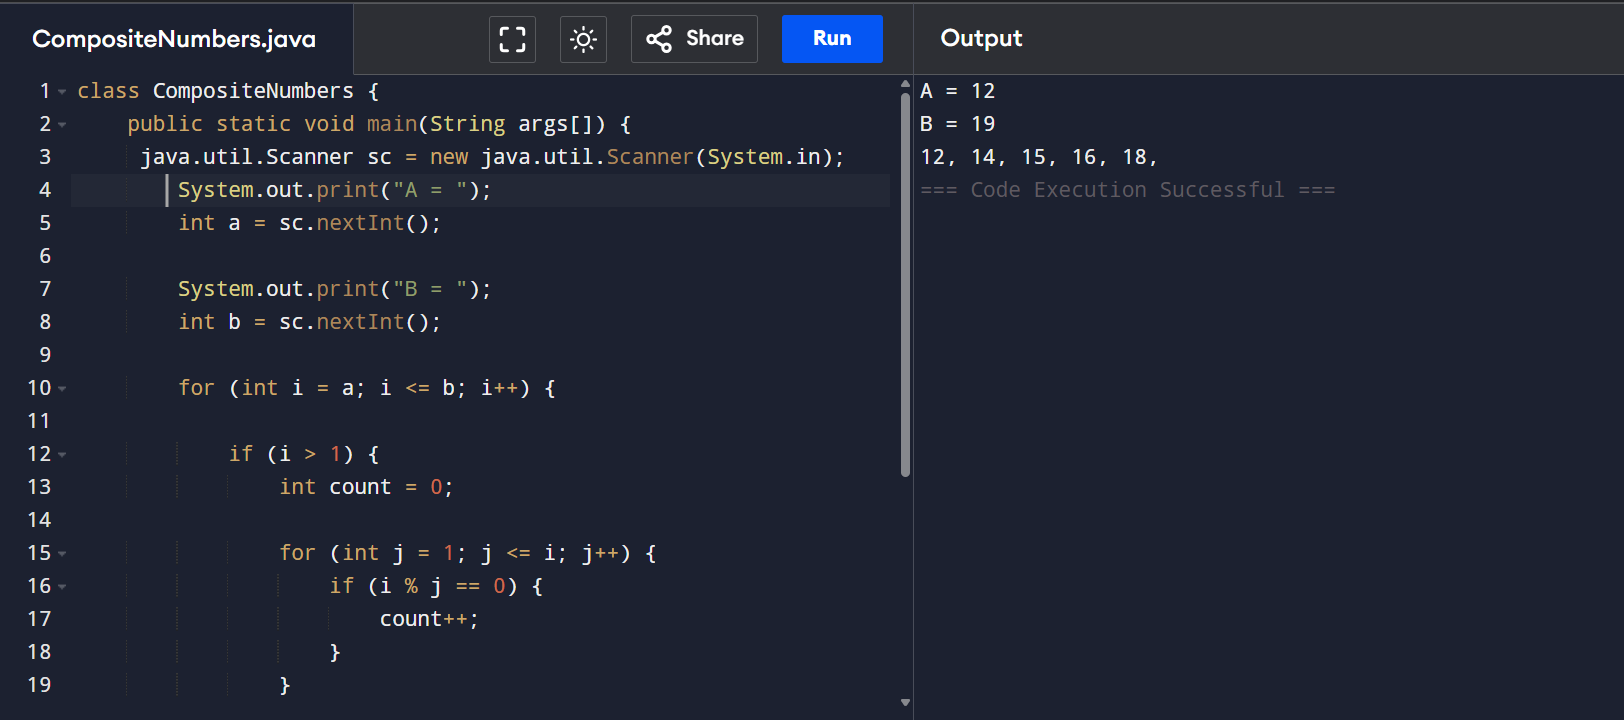 CompositeNumbers.java
Share
Run
Output
1 class CompositeNumbers {
2     public static void main(String args[]) {
3      java.util.Scanner sc = new java.util.Scanner(System.in);
4         System.out.print("A = ");
5         int a = sc.nextInt();
6
7         System.out.print("B = ");
8         int b = sc.nextInt();
9
10         for (int i = a; i <= b; i++) {
11
12             if (i > 1) {
13                 int count = 0;
14
15                 for (int j = 1; j <= i; j++) {
16                     if (i % j == 0) {
17                         count++;
18                     }
19                 }
A = 12
B = 19
12, 14, 15, 16, 18,
=== Code Execution Successful ===